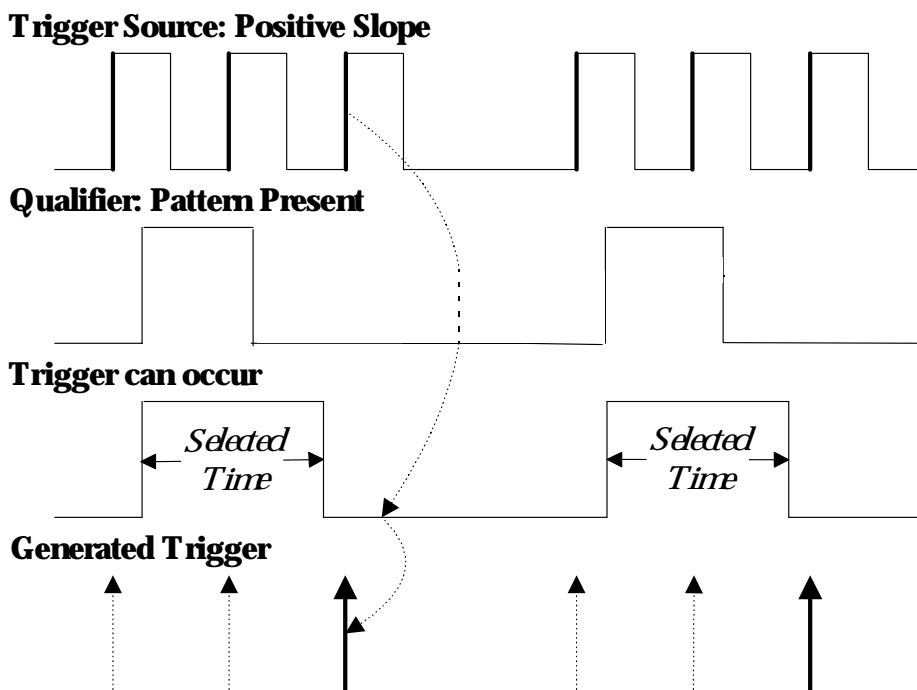 Trigger Source: Positive Slope
Qualifier: Pattern Present
Trigger can occur
Selected
Time
Selected
Time
Generated Trigger